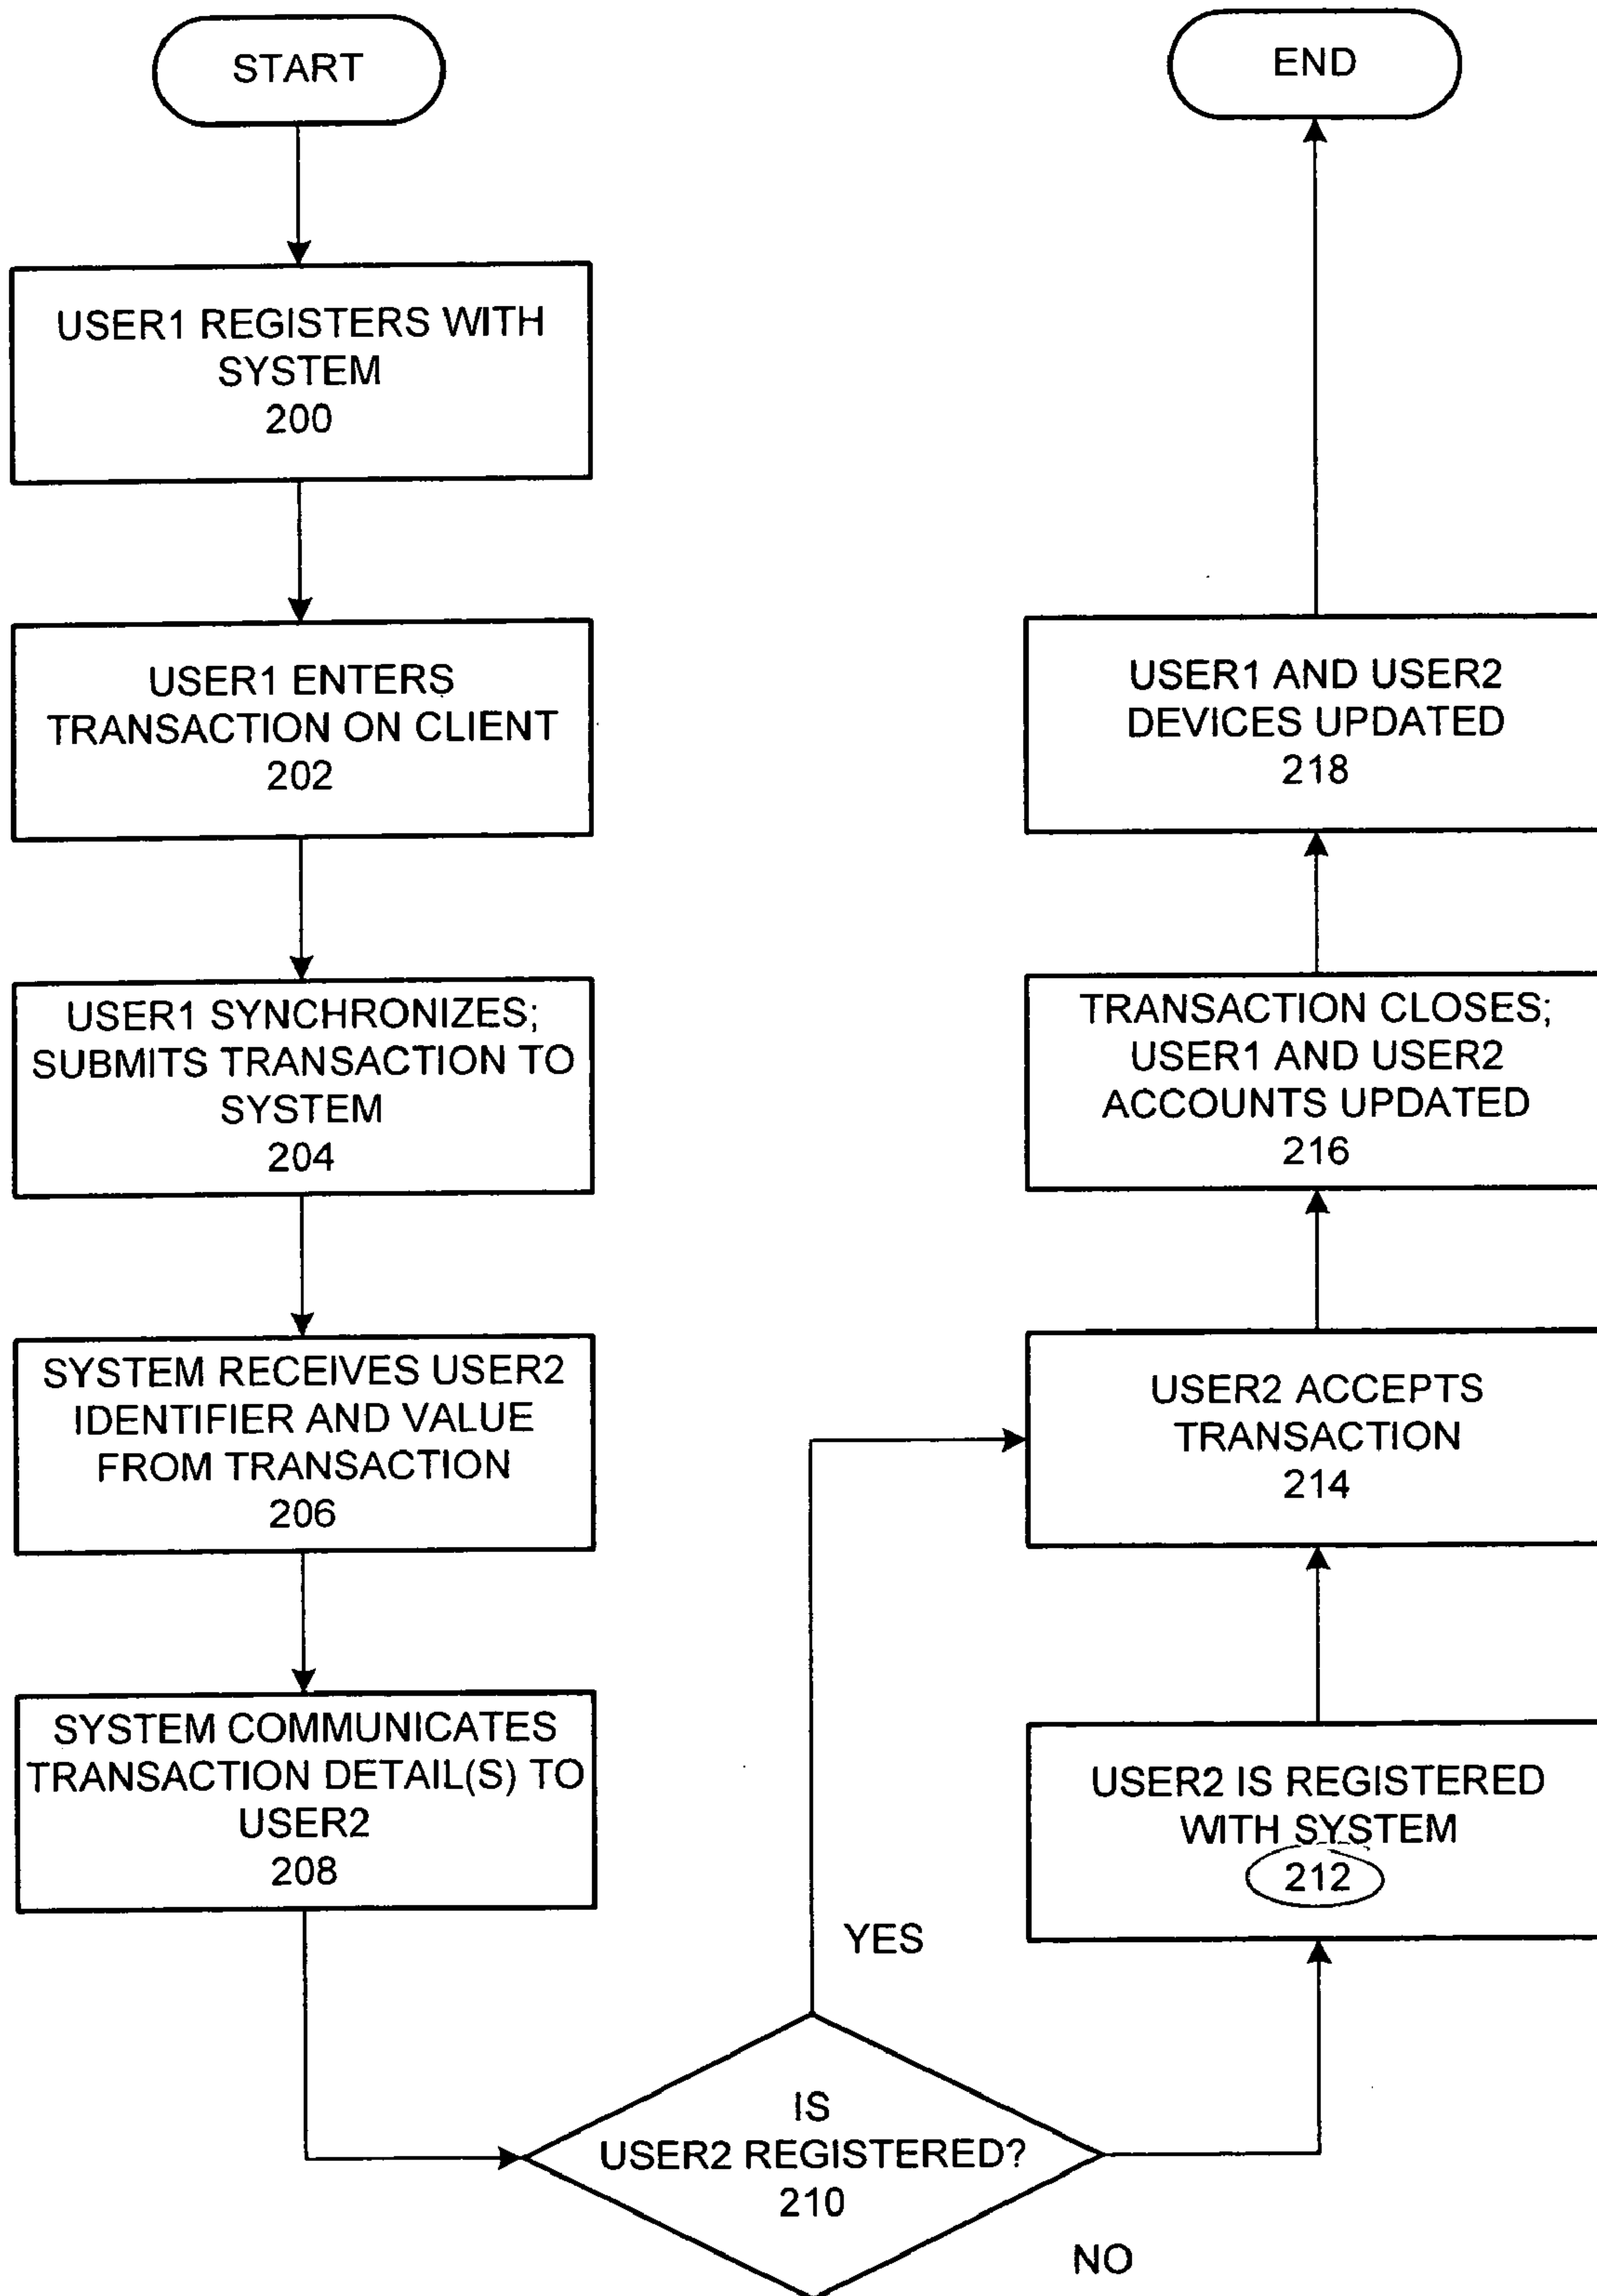 START
USER1 REGISTERS WITH
SYSTEM
200
USER1 ENTERS
TRANSACTION ON CLIENT
202
USER1 SYNCHRONIZES;
SUBMITS TRANSACTION TO
SYSTEM
204
SYSTEM RECEIVES USER2
IDENTIFIER AND VALUE
FROM TRANSACTION
206
SYSTEM COMMUNICATES
TRANSACTION DETAIL(S) TO
USER2
208
IS
USER2 REGISTERED?
210
YES
NO
USER2 IS REGISTERED
WITH SYSTEM
212
USER2 ACCEPTS
TRANSACTION
214
TRANSACTION CLOSES;
USER1 AND USER2
ACCOUNTS UPDATED
216
USER1 AND USER2
DEVICES UPDATED
218
END